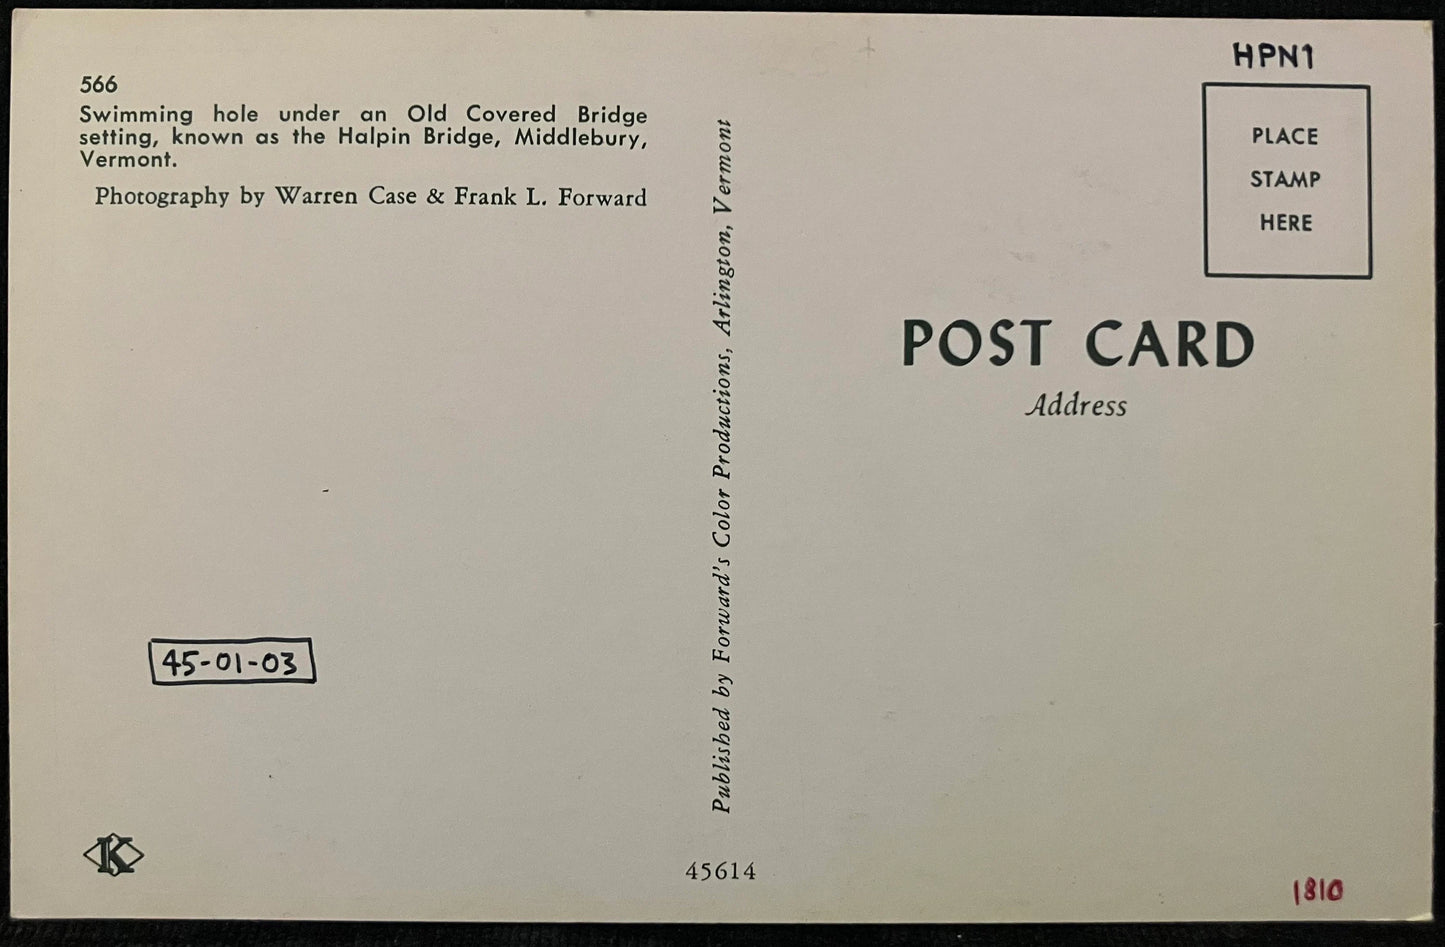 566
Swimming hole under an Old Covered Bridge
setting, known as the Halpin Bridge, Middlebury,
Vermont.
Photography by Warren Case & Frank L. Forward
45-01-03
K
Published by Forward's Color Productions, Arlington, Vermont
45614
HPN1
PLACE
STAMP
HERE
POST CARD
Address
1810